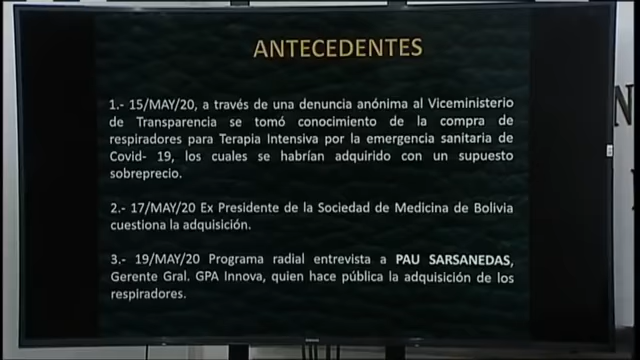 ANTECEDENTES
1.- 15/MAY/20, a través de una denuncia anónima al Viceministerio
de Transparencia se tomó conocimiento de la compra de
respiradores para Terapia Intensiva por la emergencia sanitaria de
Covid- 19, los cuales se habrían adquirido con un supuesto
sobreprecio.
2.- 17/MAY/20 Ex Presidente de la Sociedad de Medicina de Bolivia
cuestiona la adquisición.
3.- 19/MAY/20 Programa radial entrevista a PAU SARSANEDAS,
Gerente Gral. GPA Innova, quien hace pública la adquisición de los
respiradores.